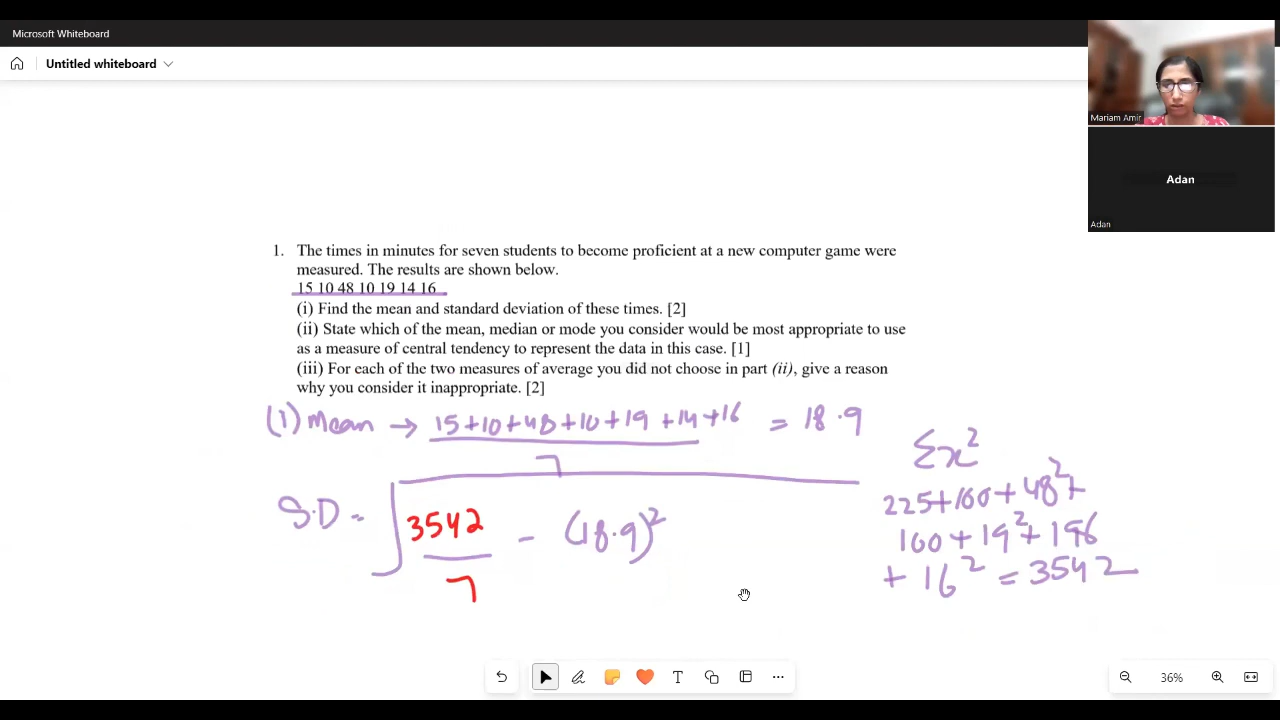 Microsoft Whiteboard
Untitled whiteboard
Mariam Amir
Adan
Adan
1. The times in minutes for seven students to become proficient at a new computer game were
measured. The results are shown below.
15 10 48 10 19 14 16
(i) Find the mean and standard deviation of these times. [2]
(ii) State which of the mean, median or mode you consider would be most appropriate to use
as a measure of central tendency to represent the data in this case. [1]
(iii) For each of the two measures of average you did not choose in part (ii), give a reason
why you consider it inappropriate. [2]
(i) Mean → 15+10+48+10+19+14+16 = 18.9
7
S.D = √ 3542 - (18.9)²
7
Σx²
225+100+48²+
100+19²+196
+16² = 3542
36%